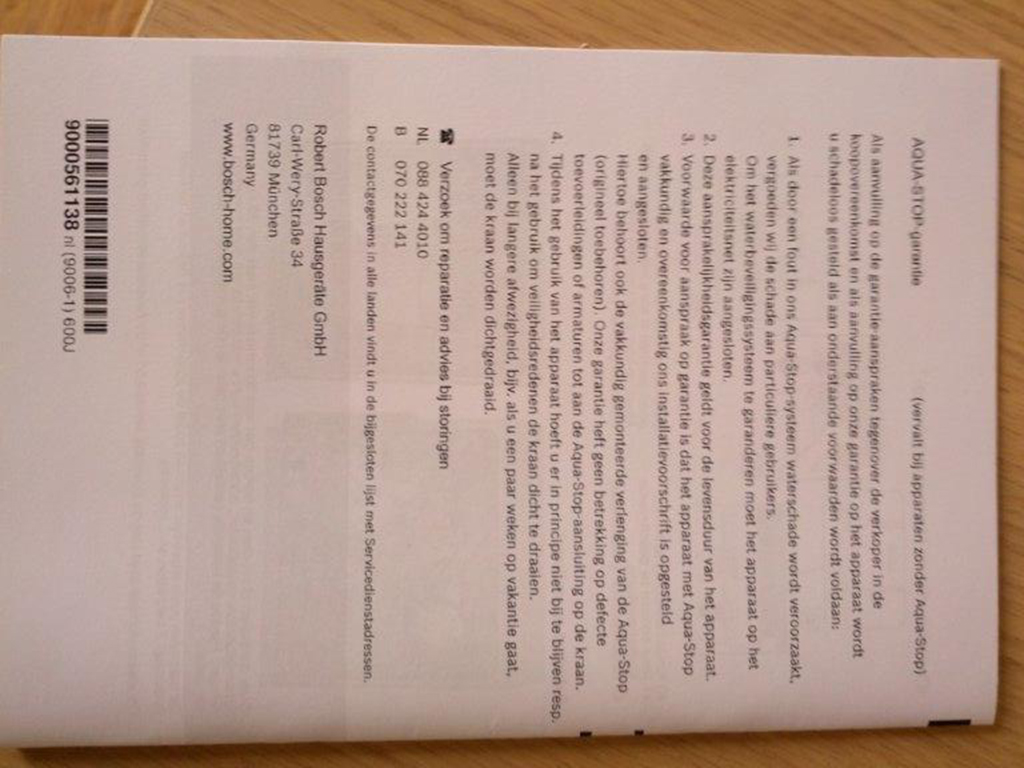 AQUA-STOP-garantie (vervalt bij apparaten zonder Aqua-Stop)
Als aanvulling op de garantie aanspraken tegenover de verkoper in de
koopovereenkomst en als aanvulling op onze garantie op het apparaat wordt
u schadeloos gesteld als aan onderstaande voorwaarden wordt voldaan:
1. Als door een fout in ons Aqua-Stop-systeem waterschade wordt veroorzaakt,
vergoeden wij de schade aan particuliere gebruikers.
Om het waterbeveiligingssysteem te garanderen moet het apparaat op het
elektriciteitsnet zijn aangesloten.
2. Deze aansprakelijkheidsgarantie geldt voor de levensduur van het apparaat.
3. Voorwaarde voor aanspraak op garantie is dat het apparaat met Aqua-Stop
vakkundig en overeenkomstig ons installatievoorschrift is opgesteld
en aangesloten.
Hiertoe behoort ook de vakkundig gemonteerde verlenging van de Aqua-Stop
(origineel toebehoren). Onze garantie heft geen betrekking op defecte
toevoerleidingen of armaturen tot aan de Aqua-Stop-aansluiting op de kraan.
4. Tijdens het gebruik van het apparaat hoeft u er in principe niet bij te blijven resp.
na het gebruik om veiligheidsredenen de kraan dicht te draaien.
Alleen bij langere afwezigheid, bijv. als u een paar weken op vakantie gaat,
moet de kraan worden dichtgedraaid.
☎ Verzoek om reparatie en advies bij storingen
NL 088 424 4010
B 070 222 141
De contactgegevens in alle landen vindt u in de bijgesloten lijst met Servicedienstadressen.
Robert Bosch Hausgeräte GmbH
Carl-Wery-Straße 34
81739 München
Germany
www.bosch-home.com
9000561138 nl (9006-1) 600J